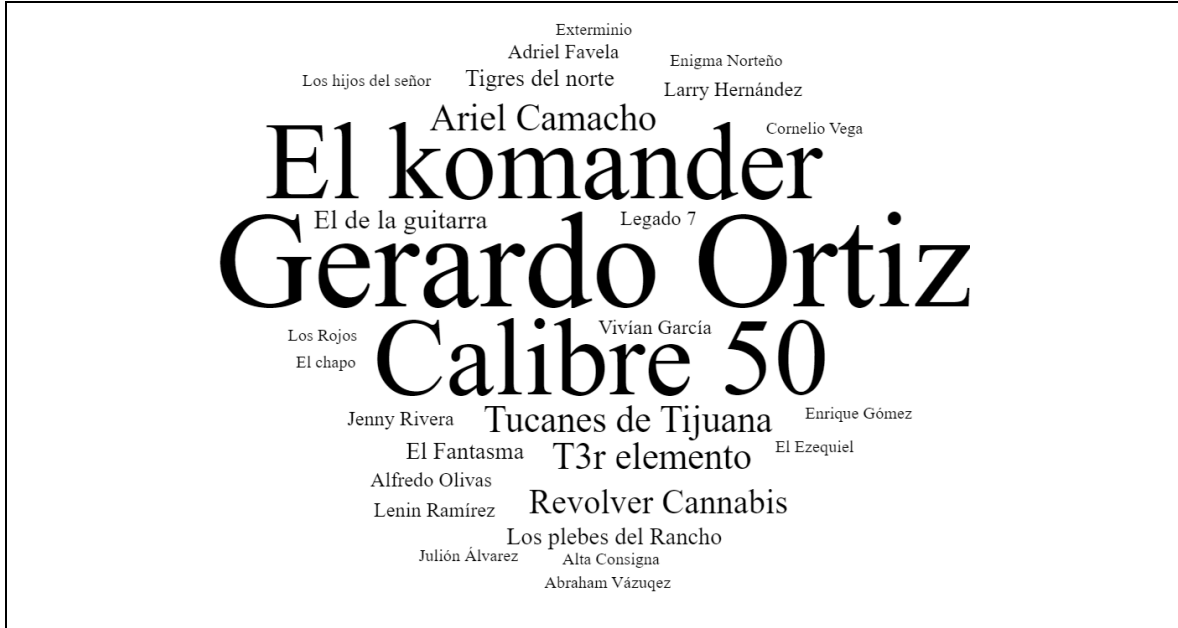 Exterminio
Adriel Favela
Enigma Norteño
Los hijos del señor
Tigres del norte
Larry Hernández
Ariel Camacho
Cornelio Vega
El komander
El de la guitarra
Legado 7
Gerardo Ortiz
Vivían García
Los Rojos
Calibre 50
El chapo
Jenny Rivera
Tucanes de Tijuana
Enrique Gómez
El Fantasma
T3r elemento
El Ezequiel
Alfredo Olivas
Lenin Ramírez
Revolver Cannabis
Los plebes del Rancho
Julión Álvarez
Alta Consigna
Abraham Vázuqez